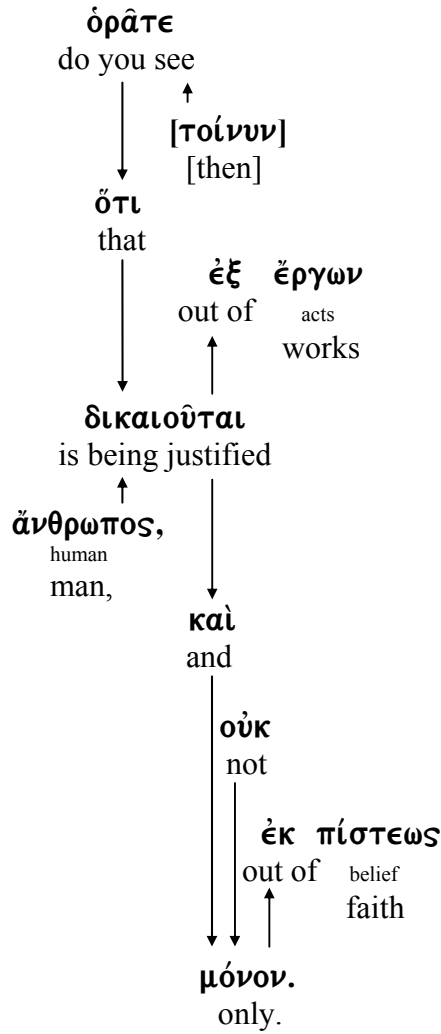 ὁρᾶτε
do you see
[τοίνυν]
[then]
ὅτι
that
ἐξ ἔργων
out of acts
works
δικαιοῦται
is being justified
ἄνθρωπος,
human
man,
καὶ
and
οὐκ
not
ἐκ πίστεως
out of belief
faith
μόνον.
only.